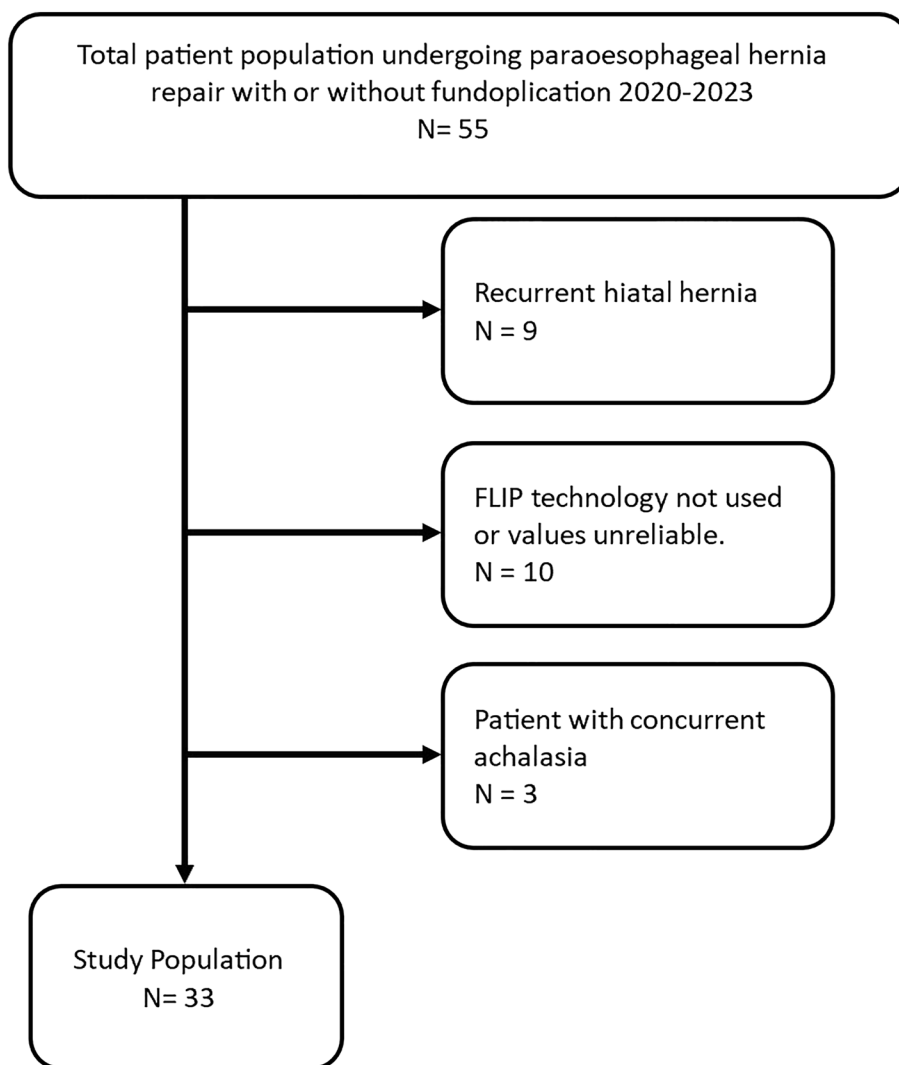 Total patient population undergoing paraoesophageal hernia
repair with or without fundoplication 2020-2023
N= 55
Recurrent hiatal hernia
N = 9
FLIP technology not used
or values unreliable.
N = 10
Patient with concurrent
achalasia
N = 3
Study Population
N= 33